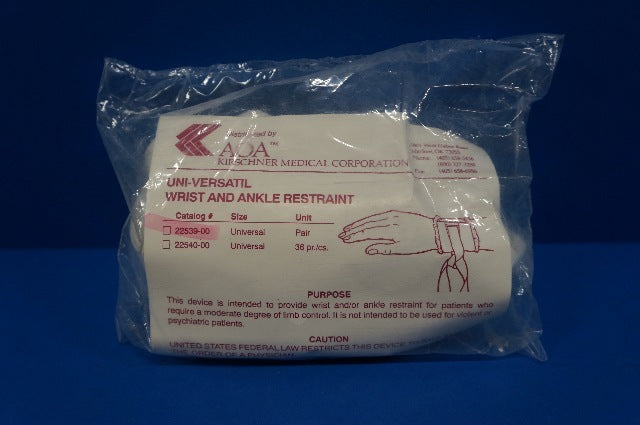 Distributed by
AOA™
KIRSCHNER MEDICAL CORPORATION
UNI-VERSATIL
WRIST AND ANKLE RESTRAINT
Catalog # Size Unit
22539-00 Universal Pair
22540-00 Universal 36 pr./cs.
PURPOSE
This device is intended to provide wrist and/or ankle restraint for patients who
require a moderate degree of limb control. It is not intended to be used for violent or
psychiatric patients.
CAUTION
UNITED STATES FEDERAL LAW RESTRICTS THIS DEVICE TO
THE ORDER OF A PHYSICIAN